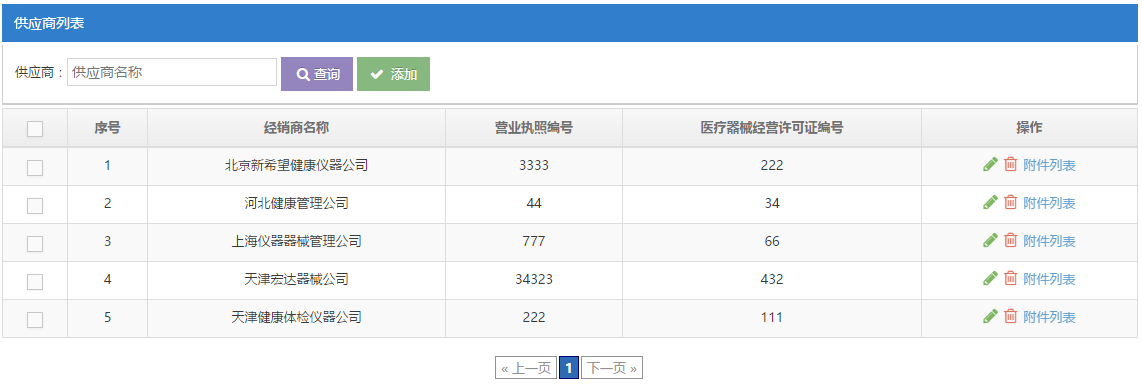 供应商列表
供应商： 供应商名称 查询 添加
序号 经销商名称 营业执照编号 医疗器械经营许可证编号 操作
1 北京新希望健康仪器公司 3333 222 附件列表
2 河北健康管理公司 44 34 附件列表
3 上海仪器器械管理公司 777 66 附件列表
4 天津宏达器械公司 34323 432 附件列表
5 天津健康体检仪器公司 222 111 附件列表
« 上一页 1 下一页 »